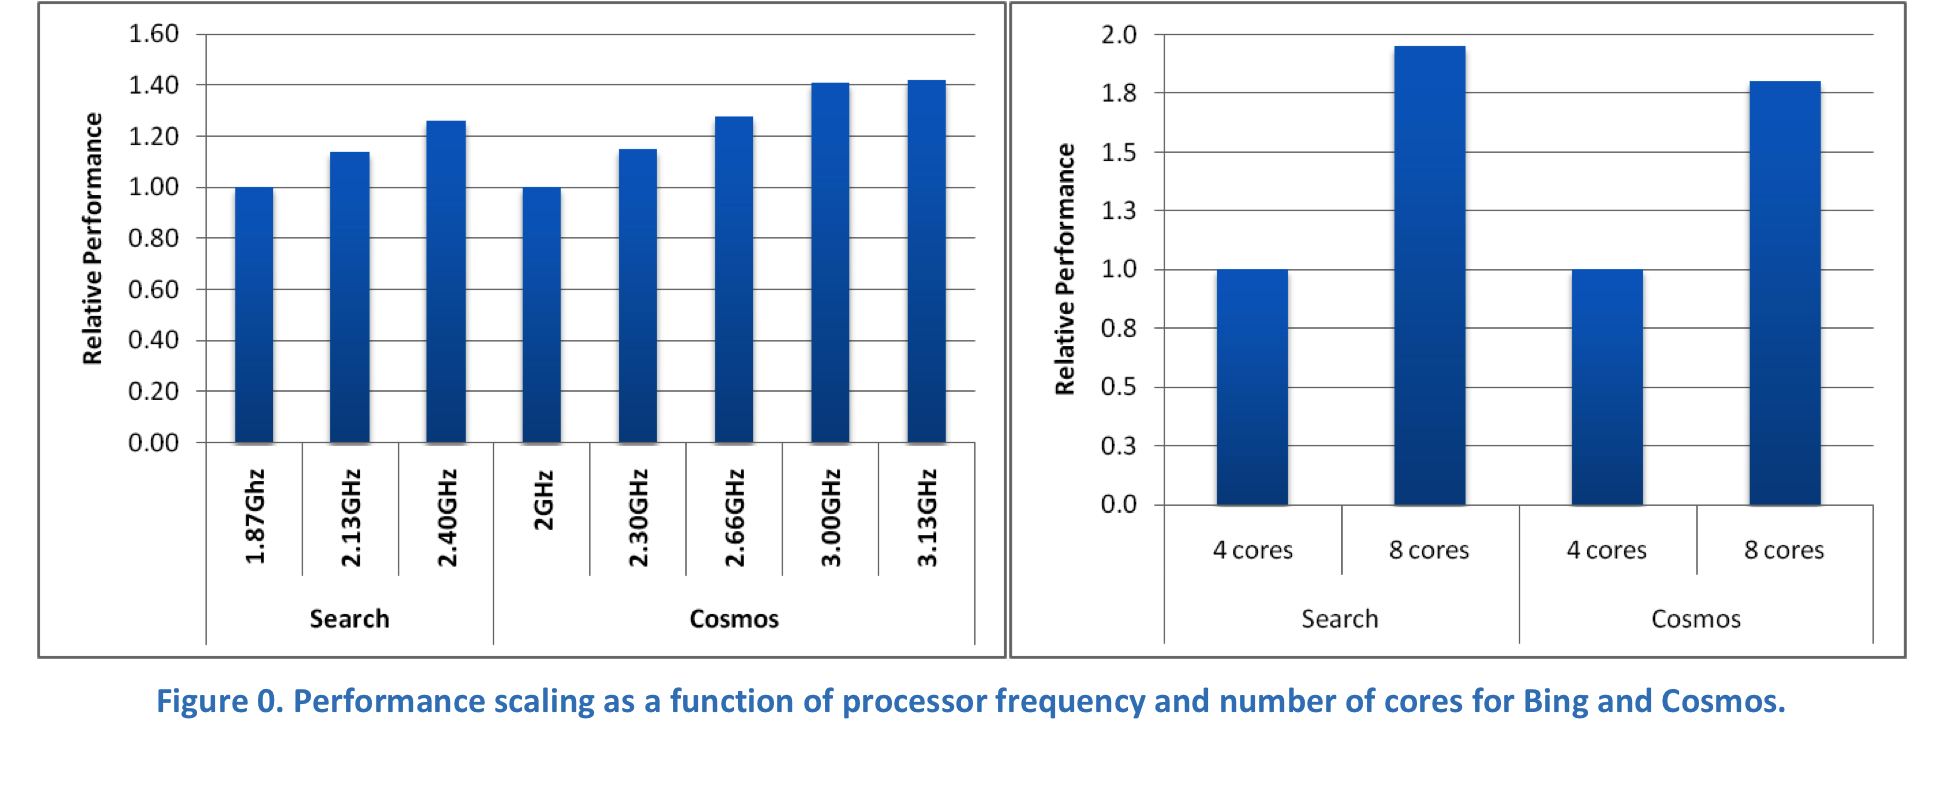 1.60
1.40
1.20
1.00
0.80
0.60
0.40
0.20
0.00
Relative Performance
1.87Ghz
2.13GHz
2.40GHz
2GHz
2.30GHz
2.66GHz
3.00GHz
3.13GHz
Search
Cosmos
2.0
1.8
1.5
1.3
1.0
0.8
0.5
0.3
0.0
Relative Performance
4 cores
8 cores
4 cores
8 cores
Search
Cosmos
Figure 0. Performance scaling as a function of processor frequency and number of cores for Bing and Cosmos.